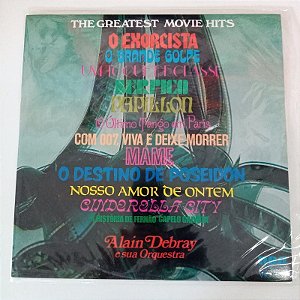 THE GREATEST MOVIE HITS
O EXORCISTA
O GRANDE GOLPE
UM TOQUE DE CLASSE
SERPICO
PAPILLON
O Último Tango em Paris
COM 007 VIVA E DEIXE MORRER
MAME
O DESTINO DE POSEIDON
NOSSO AMOR DE ONTEM
CINDERELLA CITY
A HISTÓRIA DE FERNÃO CAPELO GAIVOTA
Alain Debray
e sua Orquestra